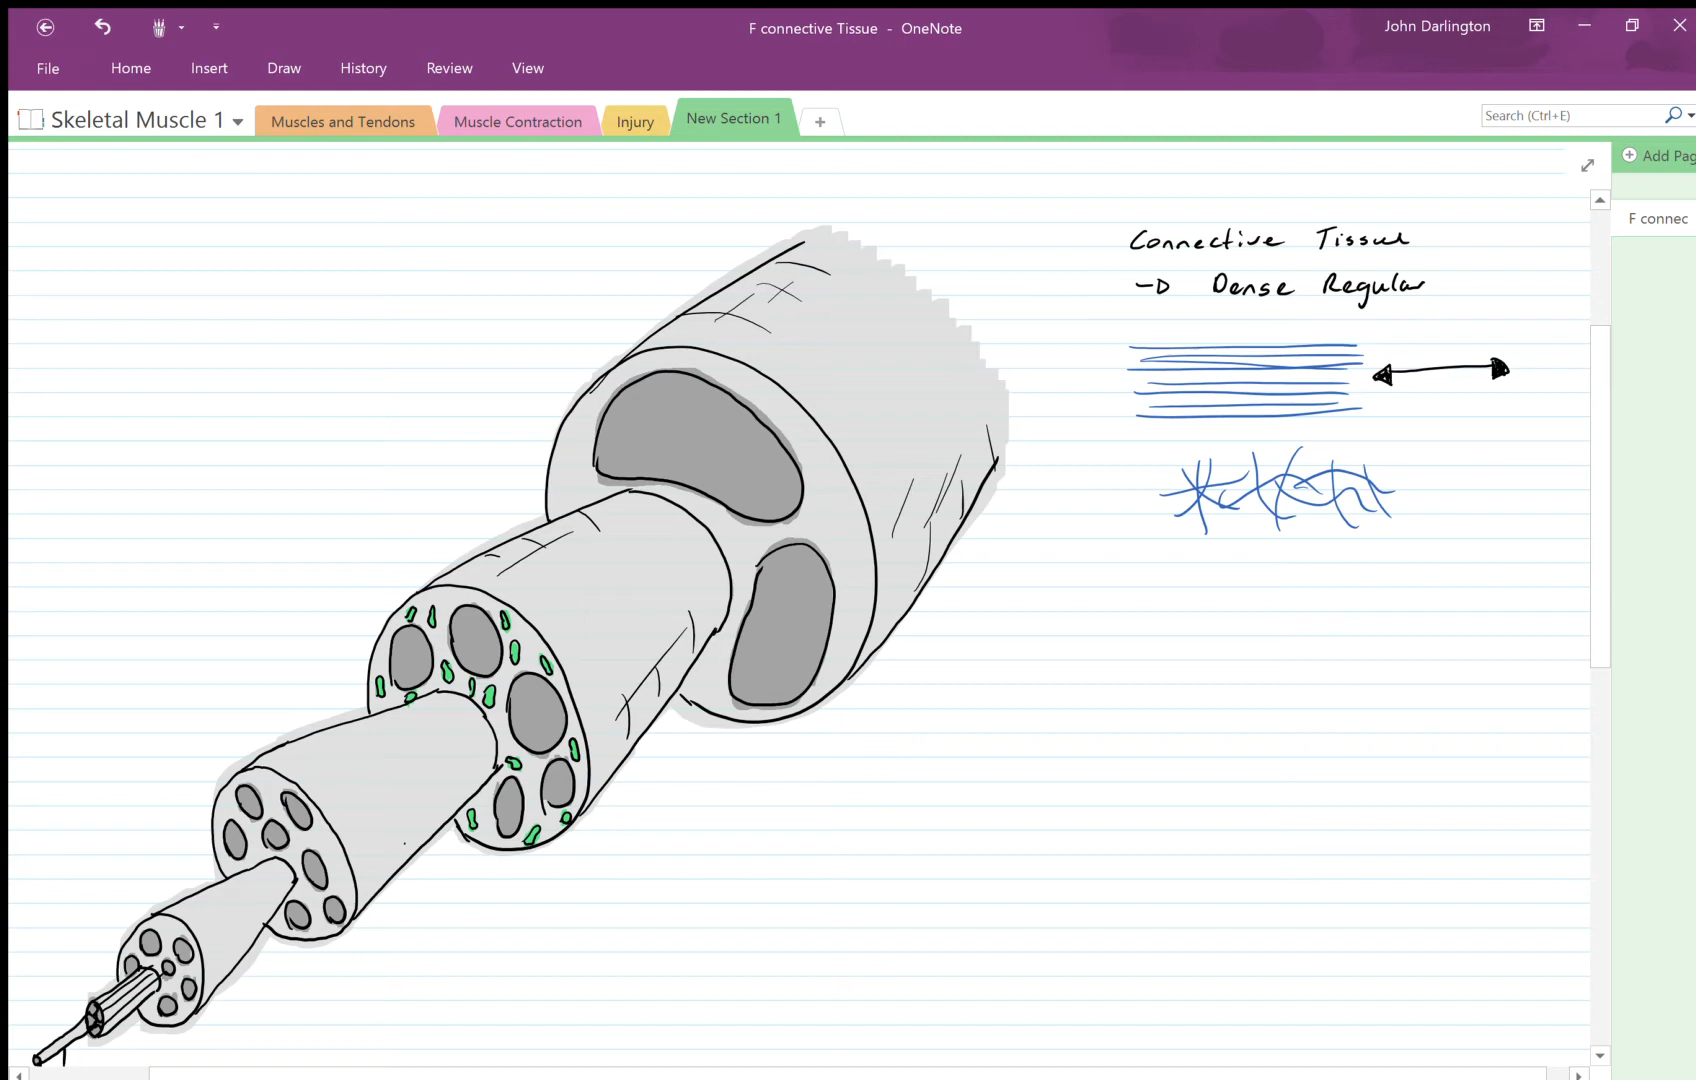 F connective Tissue - OneNote
John Darlington
File Home Insert Draw History Review View
Skeletal Muscle 1
Muscles and Tendons
Muscle Contraction
Injury
New Section 1
Search (Ctrl+E)
Add Pag
F connec
Connective Tissue
Dense Regular